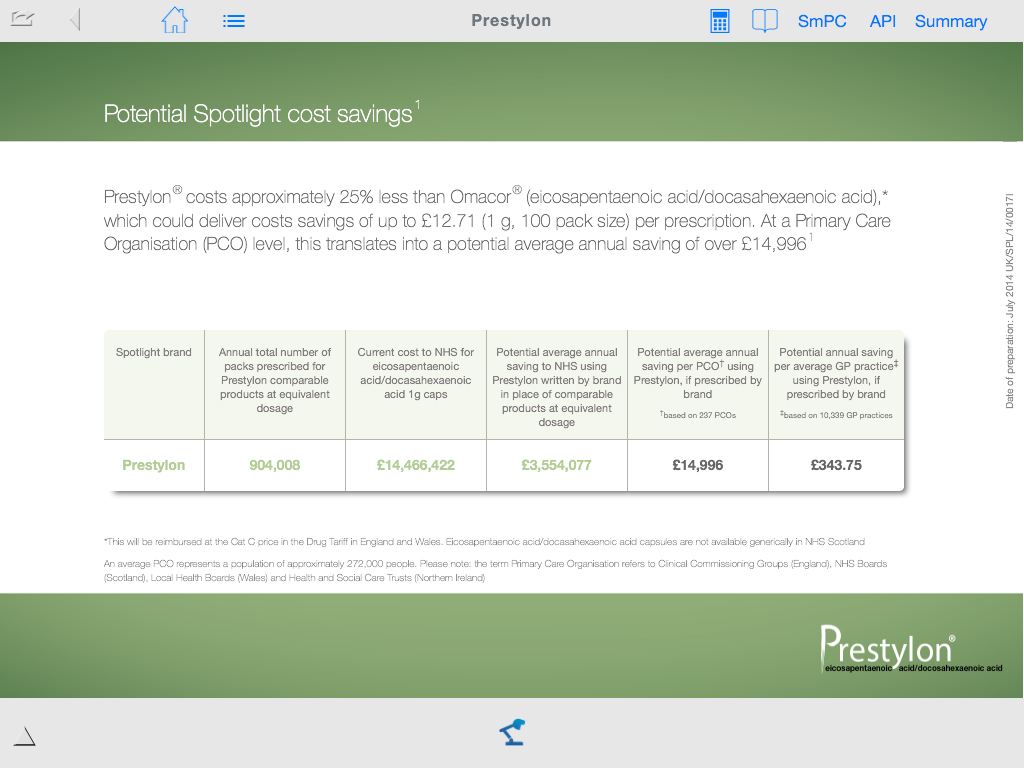 Prestylon
SmPC API Summary
Potential Spotlight cost savings1
Prestylon® costs approximately 25% less than Omacor® (eicosapentaenoic acid/docasahexaenoic acid),*
which could deliver costs savings of up to £12.71 (1 g, 100 pack size) per prescription. At a Primary Care
Organisation (PCO) level, this translates into a potential average annual saving of over £14,9961
Date of preparation: July 2014 UK/SPL/14/0017l
Spotlight brand
Annual total number of
packs prescribed for
Prestylon comparable
products at equivalent
dosage
Current cost to NHS for
eicosapentaenoic
acid/docasahexaenoic
acid 1g caps
Potential average annual
saving to NHS using
Prestylon written by brand
in place of comparable
products at equivalent
dosage
Potential average annual
saving per PCO† using
Prestylon, if prescribed by
brand
†based on 237 PCOs
Potential annual saving
per average GP practice‡
using Prestylon, if
prescribed by brand
‡based on 10,339 GP practices
Prestylon 904,008 £14,466,422 £3,554,077 £14,996 £343.75
*This will be reimbursed at the Cat C price in the Drug Tariff in England and Wales. Eicosapentaenoic acid/docasahexaenoic acid capsules are not available generically in NHS Scotland
An average PCO represents a population of approximately 272,000 people. Please note: the term Primary Care Organisation refers to Clinical Commissioning Groups (England), NHS Boards
(Scotland), Local Health Boards (Wales) and Health and Social Care Trusts (Northern Ireland)
Prestylon®
eicosapentaenoic acid/docosahexaenoic acid